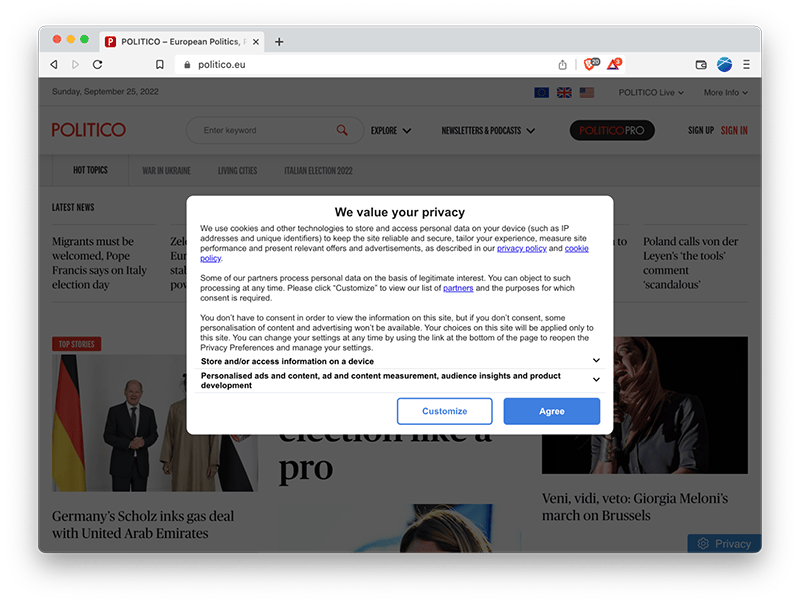 POLITICO – European Politics, P
politico.eu
20
3
Sunday, September 25, 2022
POLITICO Live
More Info
POLITICO
Enter keyword
EXPLORE
NEWSLETTERS & PODCASTS
POLITICOPRO
SIGN UP
SIGN IN
HOT TOPICS
WAR IN UKRAINE
LIVING CITIES
ITALIAN ELECTION 2022
LATEST NEWS
Migrants must be
welcomed, Pope
Francis says on Italy
election day
Poland calls von der
Leyen's 'the tools'
comment
'scandalous'
We value your privacy
We use cookies and other technologies to store and access personal data on your device (such as IP
addresses and unique identifiers) to keep the site reliable and secure, tailor your experience, measure site
performance and present relevant offers and advertisements, as described in our privacy policy and cookie
policy.
Some of our partners process personal data on the basis of legitimate interest. You can object to such
processing at any time. Please click "Customize" to view our list of partners and the purposes for which
consent is required.
You don't have to consent in order to view the information on this site, but if you don't consent, some
personalisation of content and advertising won't be available. Your choices on this site will be applied only to
this site. You can change your settings at any time by using the link at the bottom of the page to reopen the
Privacy Preferences and manage your settings.
Store and/or access information on a device
Personalised ads and content, ad and content measurement, audience insights and product
development
Customize
Agree
TOP STORIES
election like a
pro
Germany's Scholz inks gas deal
with United Arab Emirates
Veni, vidi, veto: Giorgia Meloni's
march on Brussels
Privacy